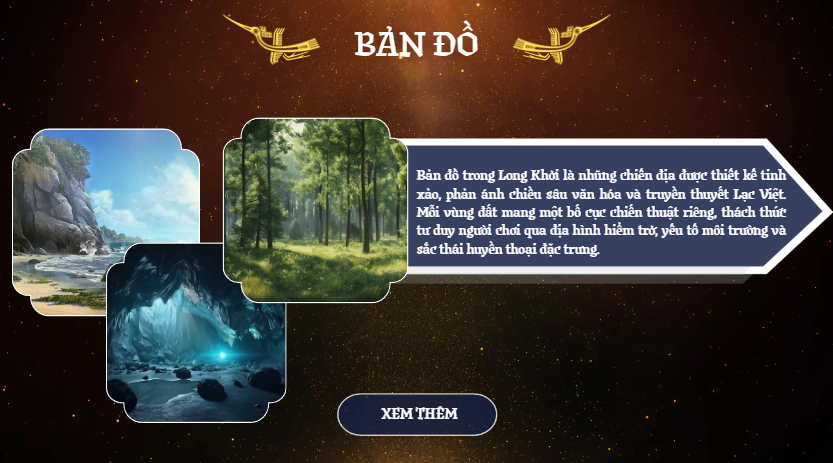 BẢN ĐỒ
Bản đồ trong Long Khởi là những chiến địa được thiết kế tinh
xảo, phản ánh chiều sâu văn hóa và truyền thuyết Lạc Việt.
Mỗi vùng đất mang một bố cục chiến thuật riêng, thách thức
tư duy người chơi qua địa hình hiểm trở, yếu tố môi trường và
sắc thái huyền thoại đặc trưng.
XEM THÊM